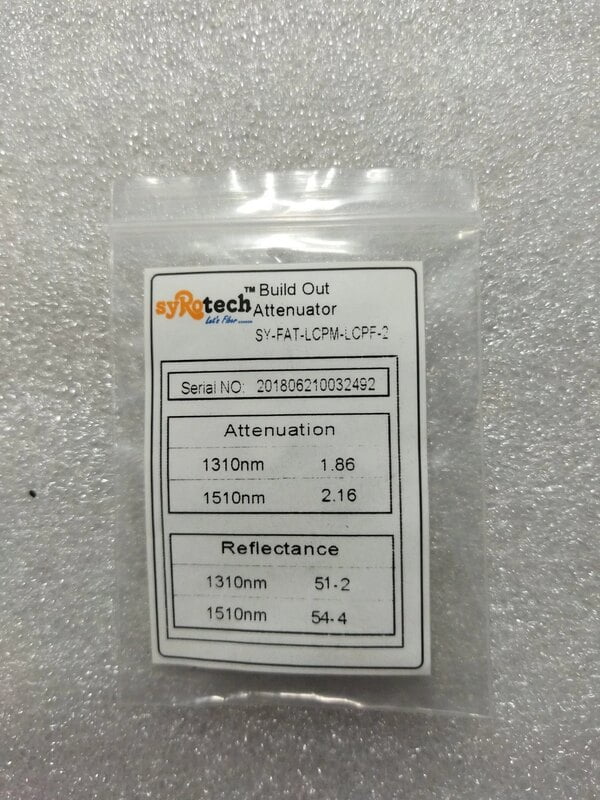 syRotech™ Build Out
Attenuator
Let's Fiber
SY-FAT-LCPM-LCPF-2
Serial NO: 201806210032492
Attenuation
1310nm 1.86
1510nm 2.16
Reflectance
1310nm 51-2
1510nm 54-4